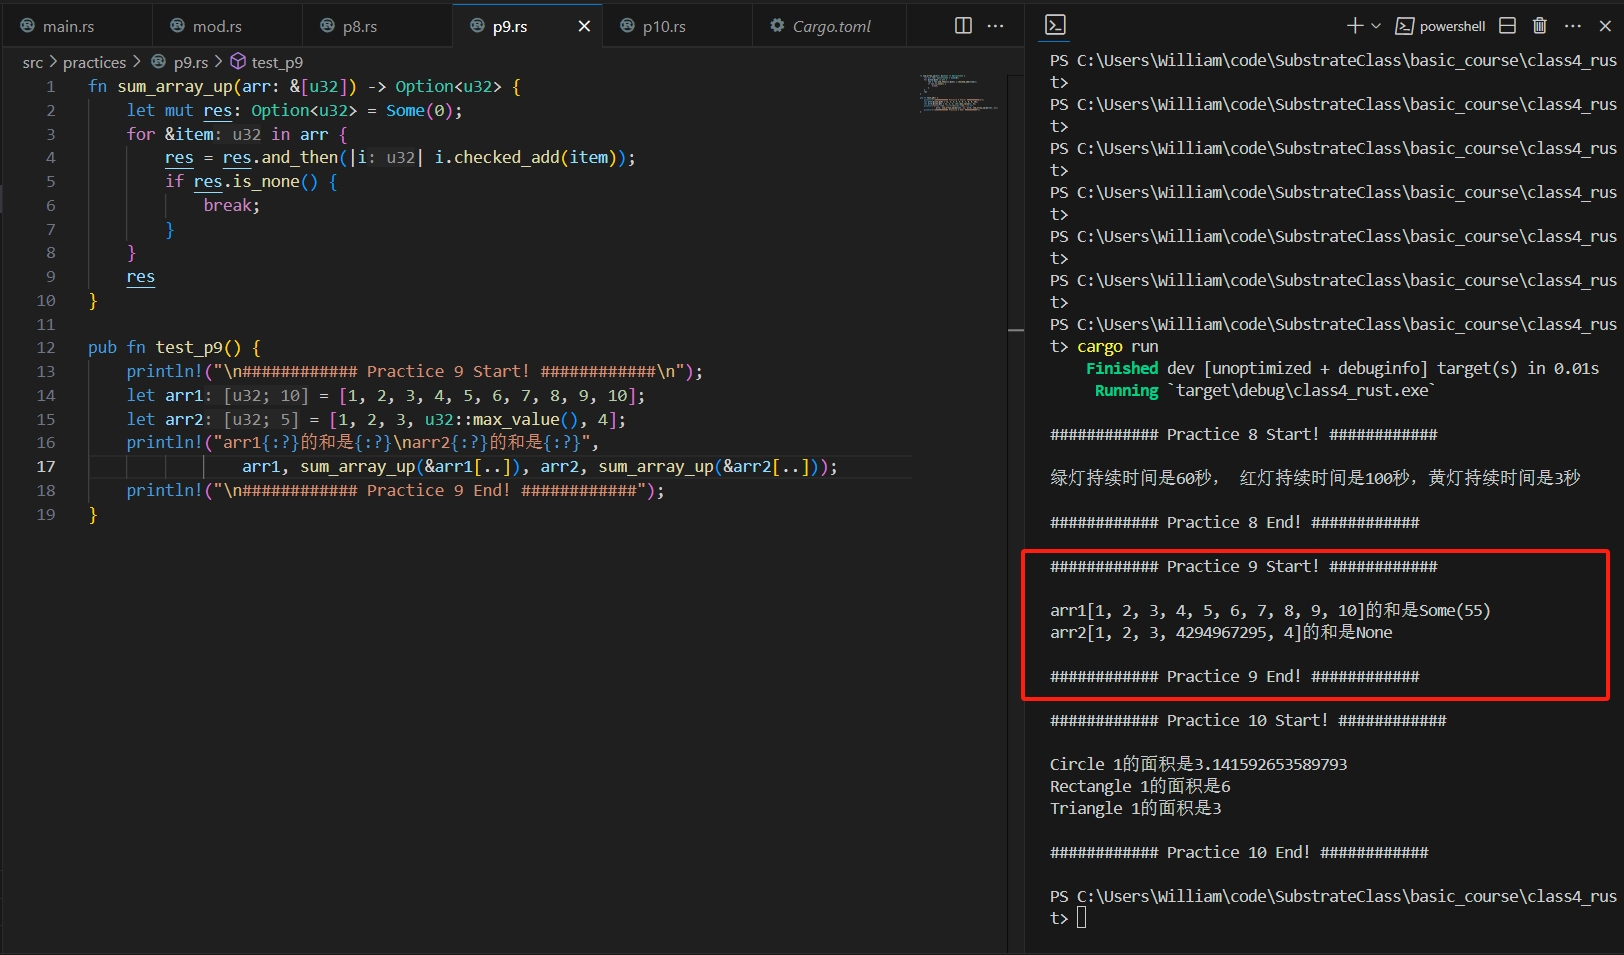 main.rs
mod.rs
p8.rs
p9.rs
p10.rs
Cargo.toml
src > practices > p9.rs > test_p9
1 fn sum_array_up(arr: &[u32]) -> Option<u32> {
2 let mut res: Option<u32> = Some(0);
3 for &item: u32 in arr {
4 res = res.and_then(|i: u32| i.checked_add(item));
5 if res.is_none() {
6 break;
7 }
8 }
9 res
10 }
11
12 pub fn test_p9() {
13 println!("\n############ Practice 9 Start! ############\n");
14 let arr1: [u32; 10] = [1, 2, 3, 4, 5, 6, 7, 8, 9, 10];
15 let arr2: [u32; 5] = [1, 2, 3, u32::max_value(), 4];
16 println!("arr1{:?}的和是{:?}\narr2{:?}的和是{:?}",
17 arr1, sum_array_up(&arr1[..]), arr2, sum_array_up(&arr2[..]));
18 println!("\n############ Practice 9 End! ############");
19 }
powershell
PS C:\Users\William\code\SubstrateClass\basic_course\class4_rus
t>
PS C:\Users\William\code\SubstrateClass\basic_course\class4_rus
t>
PS C:\Users\William\code\SubstrateClass\basic_course\class4_rus
t>
PS C:\Users\William\code\SubstrateClass\basic_course\class4_rus
t>
PS C:\Users\William\code\SubstrateClass\basic_course\class4_rus
t>
PS C:\Users\William\code\SubstrateClass\basic_course\class4_rus
t>
PS C:\Users\William\code\SubstrateClass\basic_course\class4_rus
t> cargo run
Finished dev [unoptimized + debuginfo] target(s) in 0.01s
Running `target\debug\class4_rust.exe`
############ Practice 8 Start! ############
绿灯持续时间是60秒， 红灯持续时间是100秒，黄灯持续时间是3秒
############ Practice 8 End! ############
############ Practice 9 Start! ############
arr1[1, 2, 3, 4, 5, 6, 7, 8, 9, 10]的和是Some(55)
arr2[1, 2, 3, 4294967295, 4]的和是None
############ Practice 9 End! ############
############ Practice 10 Start! ############
Circle 1的面积是3.141592653589793
Rectangle 1的面积是6
Triangle 1的面积是3
############ Practice 10 End! ############
PS C:\Users\William\code\SubstrateClass\basic_course\class4_rus
t>